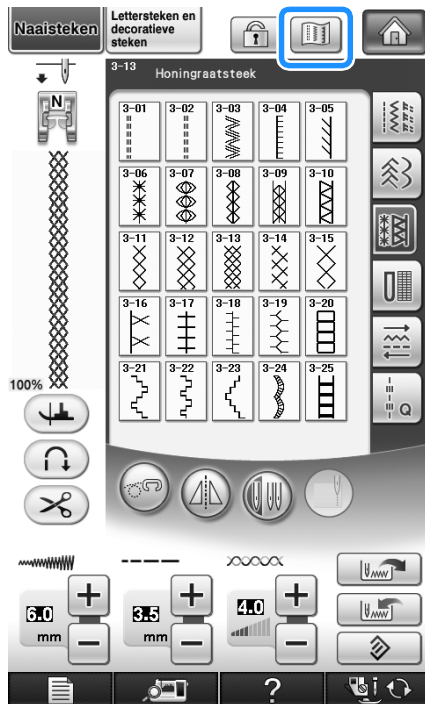 Naaisteken
Lettersteken en
decoratieve
steken
3-13
Honingraatsteek
N
3-01 3-02 3-03 3-04 3-05
3-06 3-07 3-08 3-09 3-10
3-11 3-12 3-13 3-14 3-15
3-16 3-17 3-18 3-19 3-20
3-21 3-22 3-23 3-24 3-25
Q
100%
6.0 3.5 4.0
mm mm
?